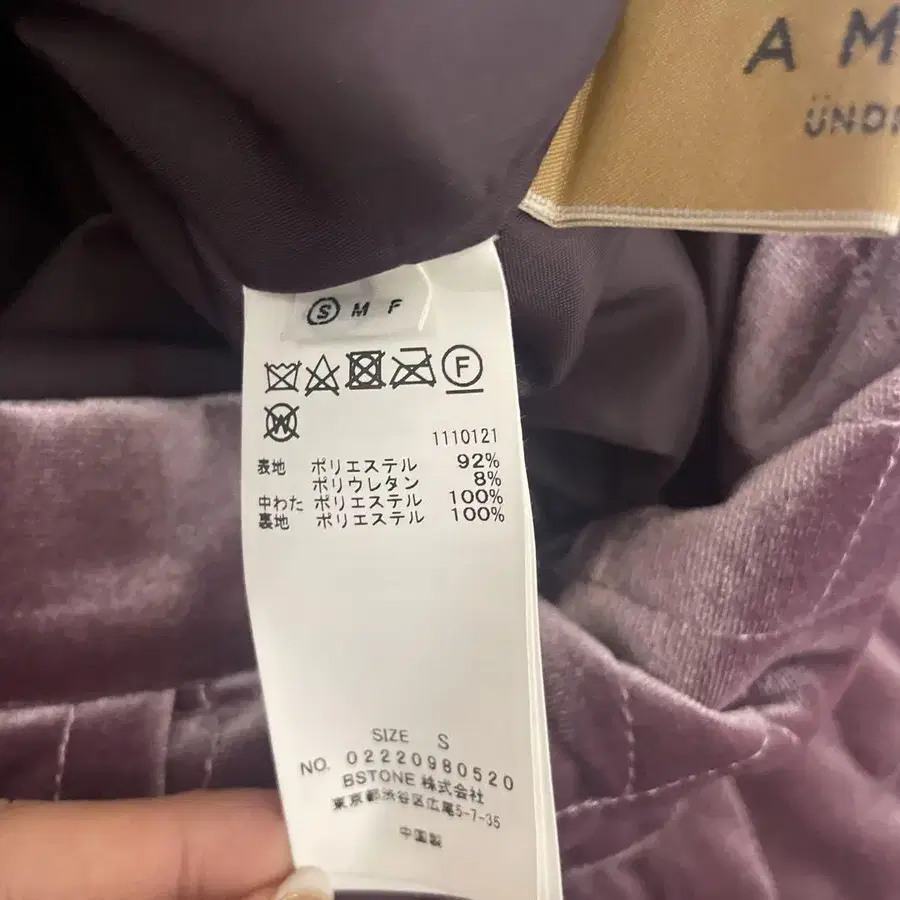 A M
ÜND
S M F
F
W
1110121
表地 ポリエステル 92%
ポリウレタン 8%
中わた ポリエステル 100%
裏地 ポリエステル 100%
SIZE S
NO. 02220980520
BSTONE 株式会社
東京都渋谷区広尾5-7-35
中国製